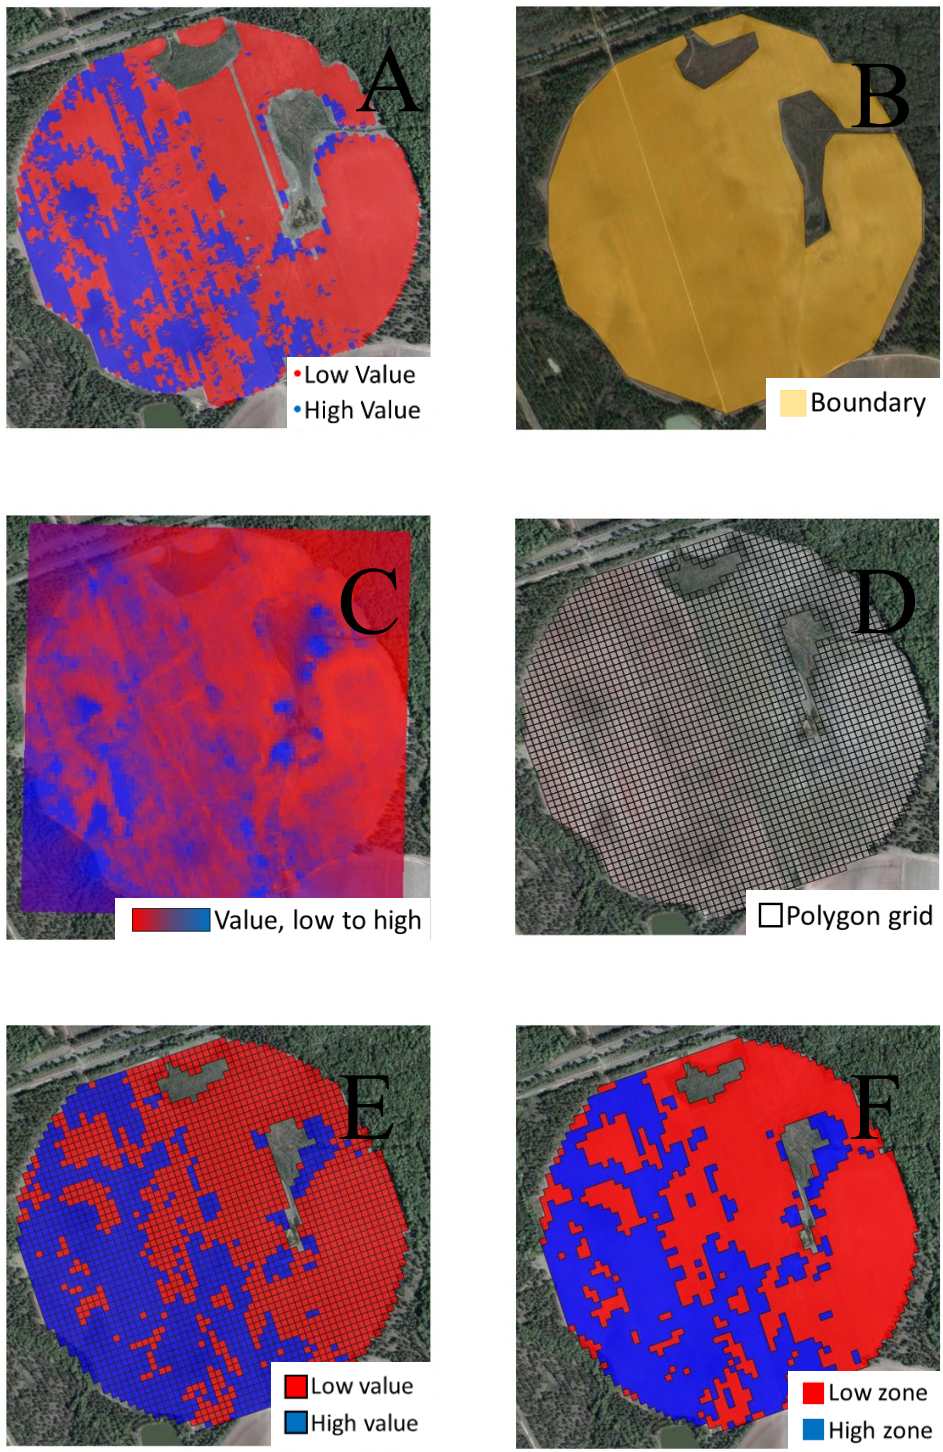 A
Low Value
High Value
B
Boundary
C
Value, low to high
D
Polygon grid
E
Low value
High value
F
Low zone
High zone